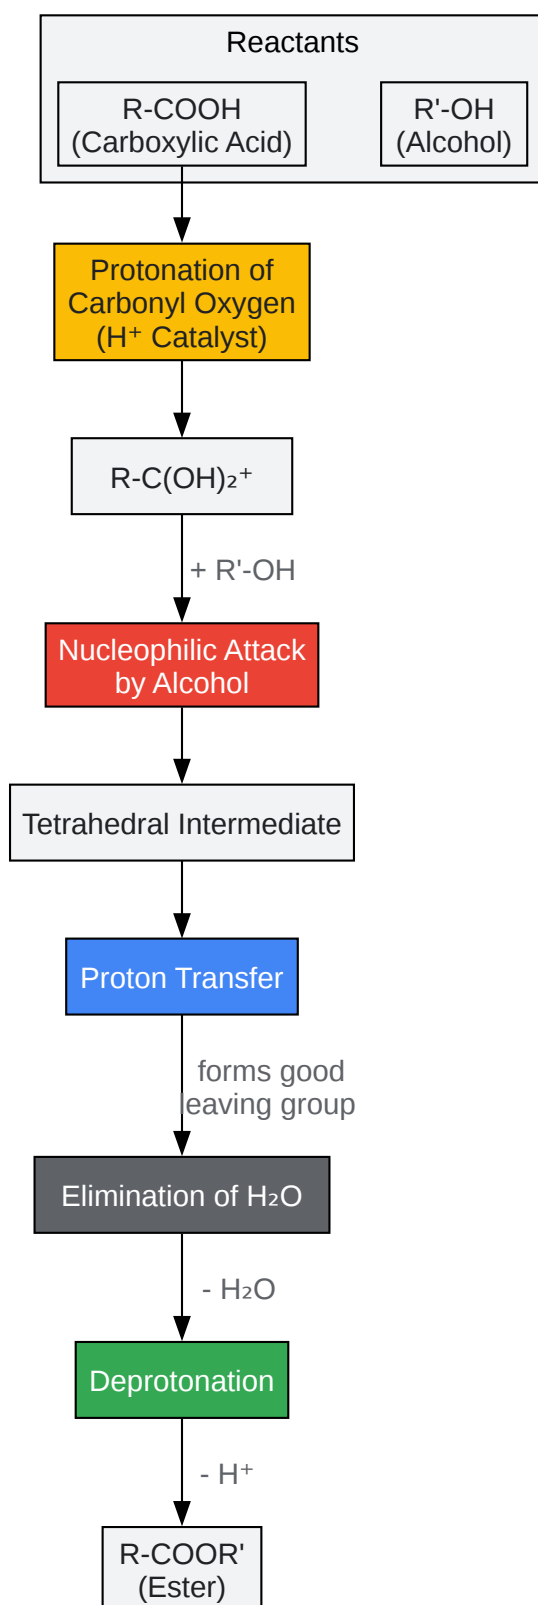 Reactants
R-COOH
(Carboxylic Acid)
R'-OH
(Alcohol)
Protonation of
Carbonyl Oxygen
(H⁺ Catalyst)
R-C(OH)₂⁺
+ R'-OH
Nucleophilic Attack
by Alcohol
Tetrahedral Intermediate
Proton Transfer
forms good
leaving group
Elimination of H₂O
- H₂O
Deprotonation
- H⁺
R-COOR'
(Ester)